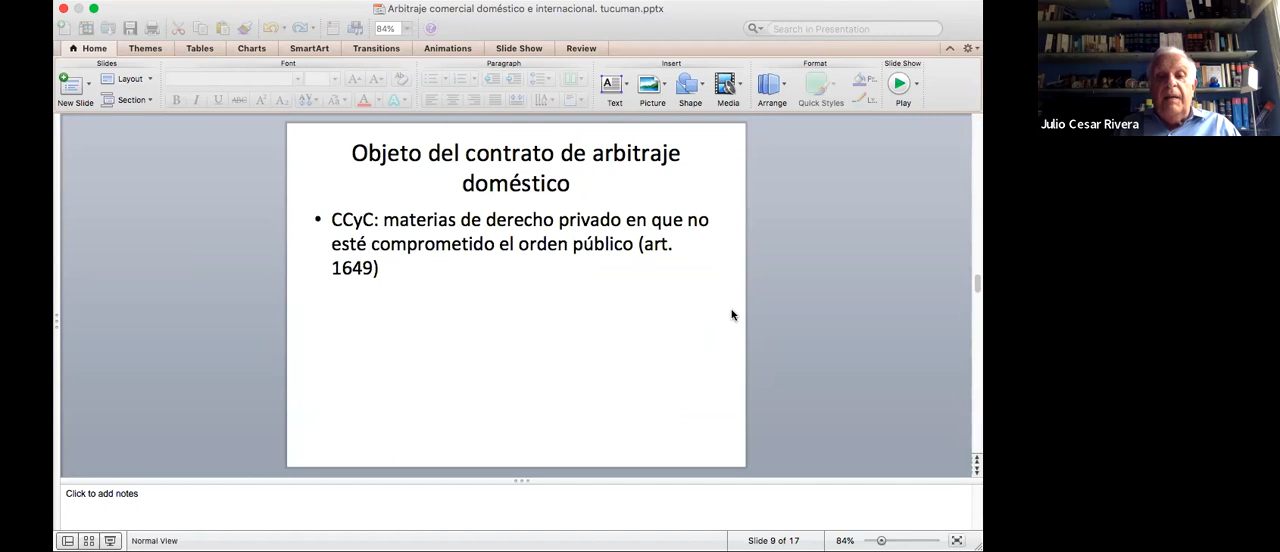 Arbitraje comercial doméstico e internacional. tucuman.pptx
84%
Search in Presentation
Home
Themes
Tables
Charts
SmartArt
Transitions
Animations
Slide Show
Review
Slides
Font
Paragraph
Insert
Format
Slide Show
New Slide
Layout
Section
B I U ABC A² A₂
Text
Picture
Shape
Media
Arrange
Quick Styles
Play
Julio Cesar Rivera
Objeto del contrato de arbitraje
doméstico
• CCyC: materias de derecho privado en que no
esté comprometido el orden público (art.
1649)
Click to add notes
Normal View
Slide 9 of 17
84%